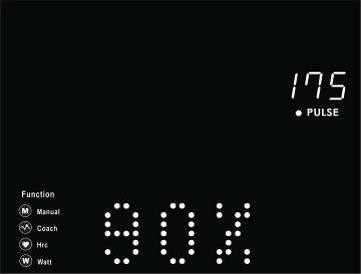 175
PULSE
Function
M Manual
Coach
Hrc
W Watt
90%